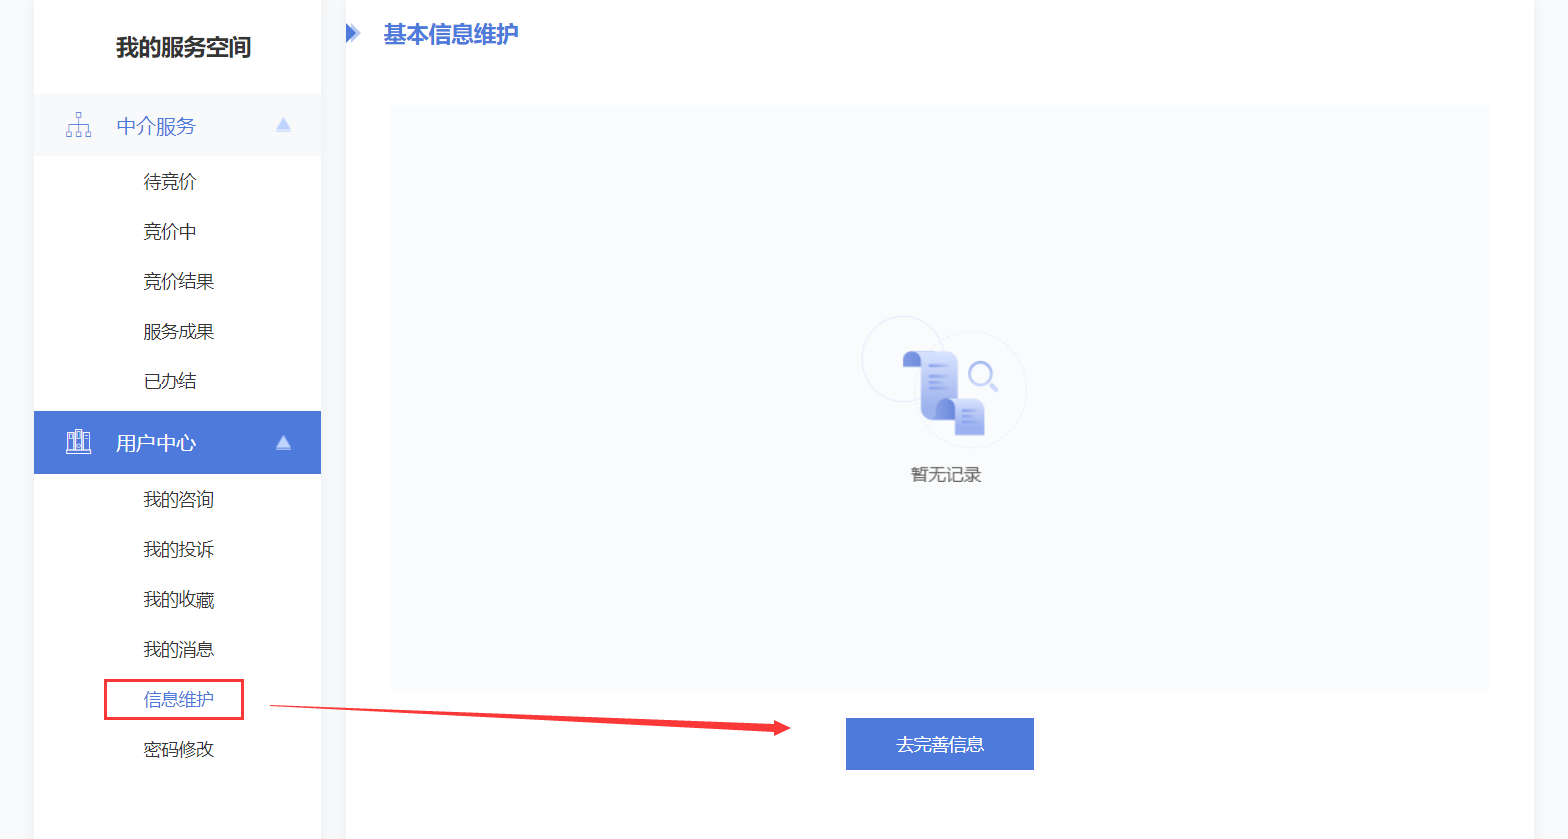 我的服务空间
中介服务
待竞价
竞价中
竞价结果
服务成果
已办结
用户中心
我的咨询
我的投诉
我的收藏
我的消息
信息维护
密码修改
基本信息维护
暂无记录
去完善信息